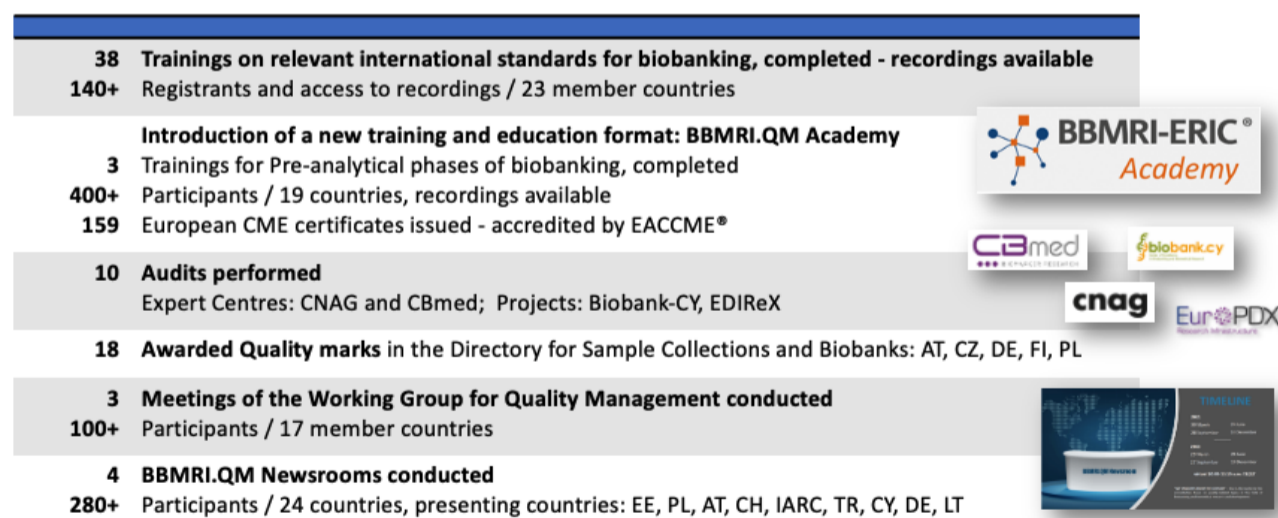 38 Trainings on relevant international standards for biobanking, completed - recordings available
140+ Registrants and access to recordings / 23 member countries
Introduction of a new training and education format: BBMRI.QM Academy
3 Trainings for Pre-analytical phases of biobanking, completed
400+ Participants / 19 countries, recordings available
159 European CME certificates issued - accredited by EACCME®
BBMRI-ERIC®
Academy
10 Audits performed
Expert Centres: CNAG and CBmed; Projects: Biobank-CY, EDIReX
CBmed
biobank.cy
cnag
EurOPDX
Research Infrastructure
18 Awarded Quality marks in the Directory for Sample Collections and Biobanks: AT, CZ, DE, FI, PL
3 Meetings of the Working Group for Quality Management conducted
100+ Participants / 17 member countries
TIMELINE
4 BBMRI.QM Newsrooms conducted
280+ Participants / 24 countries, presenting countries: EE, PL, AT, CH, IARC, TR, CY, DE, LT